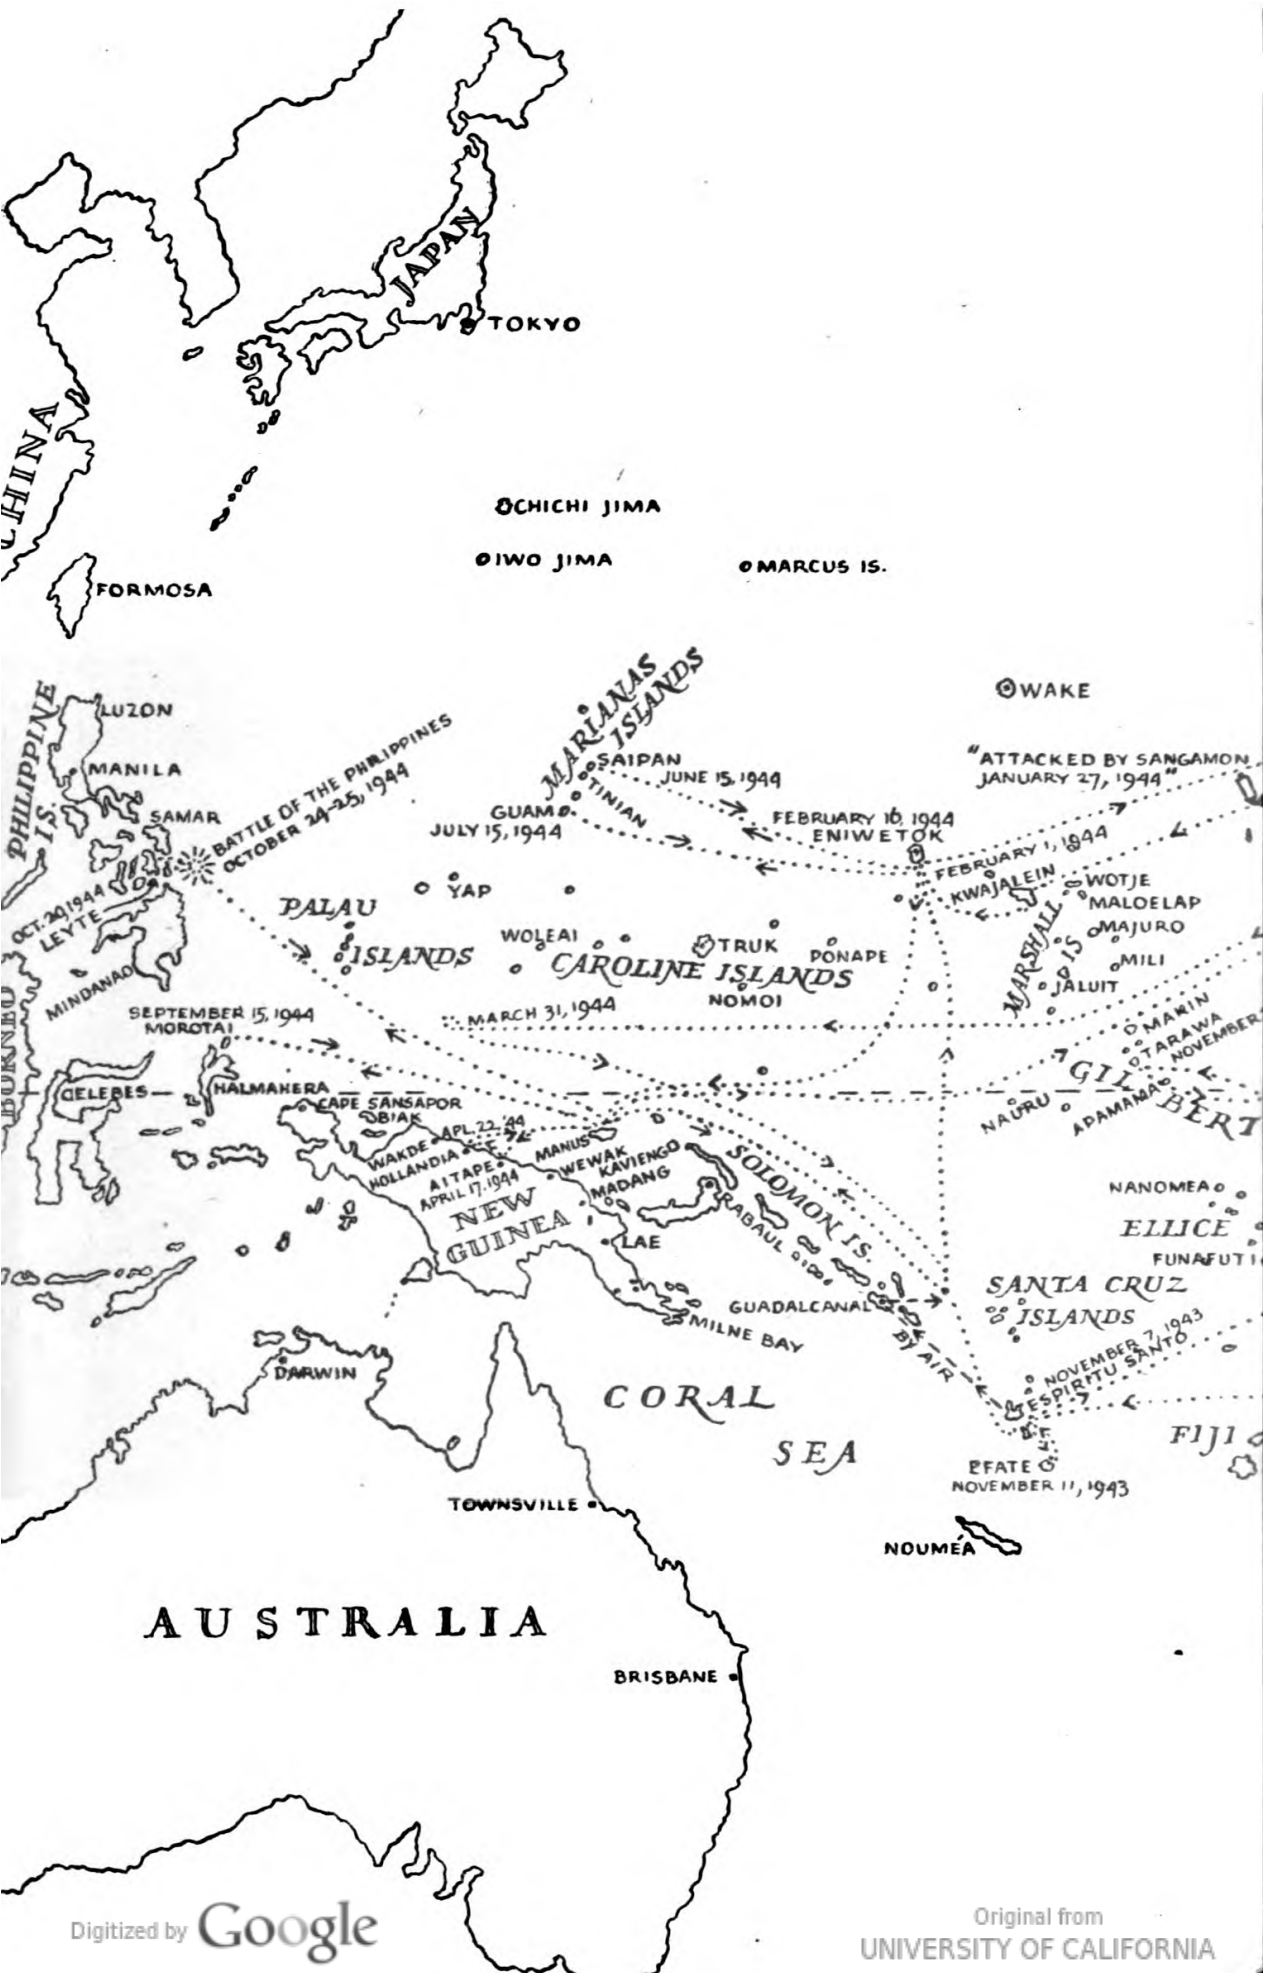 JAPAN
TOKYO
CHINA
CHICHI JIMA
IWO JIMA
MARCUS IS.
FORMOSA
MARIANAS
ISLANDS
WAKE
PHILIPPINE
IS.
LUZON
MANILA
SAMAR
BATTLE OF THE PHILIPPINES
OCTOBER 24-25, 1944
SAIPAN
JUNE 15, 1944
TINIAN
GUAM
JULY 15, 1944
"ATTACKED BY SANGAMON
JANUARY 27, 1944"
FEBRUARY 16, 1944
ENIWETOK
FEBRUARY 1, 1944
KWAJALEIN
WOTJE
MALOELAP
MAJURO
MILI
JALUIT
MARSHALL
IS
OCT. 20, 1944
LEYTE
YAP
PALAU
ISLANDS
WOLEAI
TRUK
PONAPE
CAROLINE ISLANDS
NOMOI
MINDANAO
BORNEO
SEPTEMBER 15, 1944
MOROTAI
MARCH 31, 1944
MAKIN
TARAWA
NOVEMBER
GILBERT
NAURU
APAMAMA
CELEBES
HALMAHERA
CAPE SANSAPOR
BIAK
WAKDE
APL. 22, '44
HOLLANDIA
AITAPE
APRIL 17, 1944
MANUS
WEWAK
KAVIENG
MADANG
NEW
GUINEA
RABAUL
SOLOMON IS.
LAE
NANOMEA
ELLICE
FUNAFUTI
SANTA CRUZ
ISLANDS
GUADALCANAL
MILNE BAY
BY AIR
NOVEMBER 7, 1943
ESPIRITU SANTO
DARWIN
CORAL
SEA
FIJI
EFATE
NOVEMBER 11, 1943
TOWNSVILLE
NOUMÉA
AUSTRALIA
BRISBANE
Digitized by Google
Original from
UNIVERSITY OF CALIFORNIA